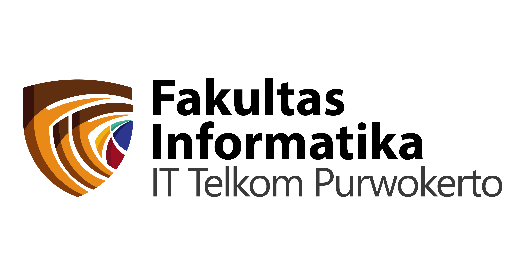 Fakultas
Informatika
IT Telkom Purwokerto